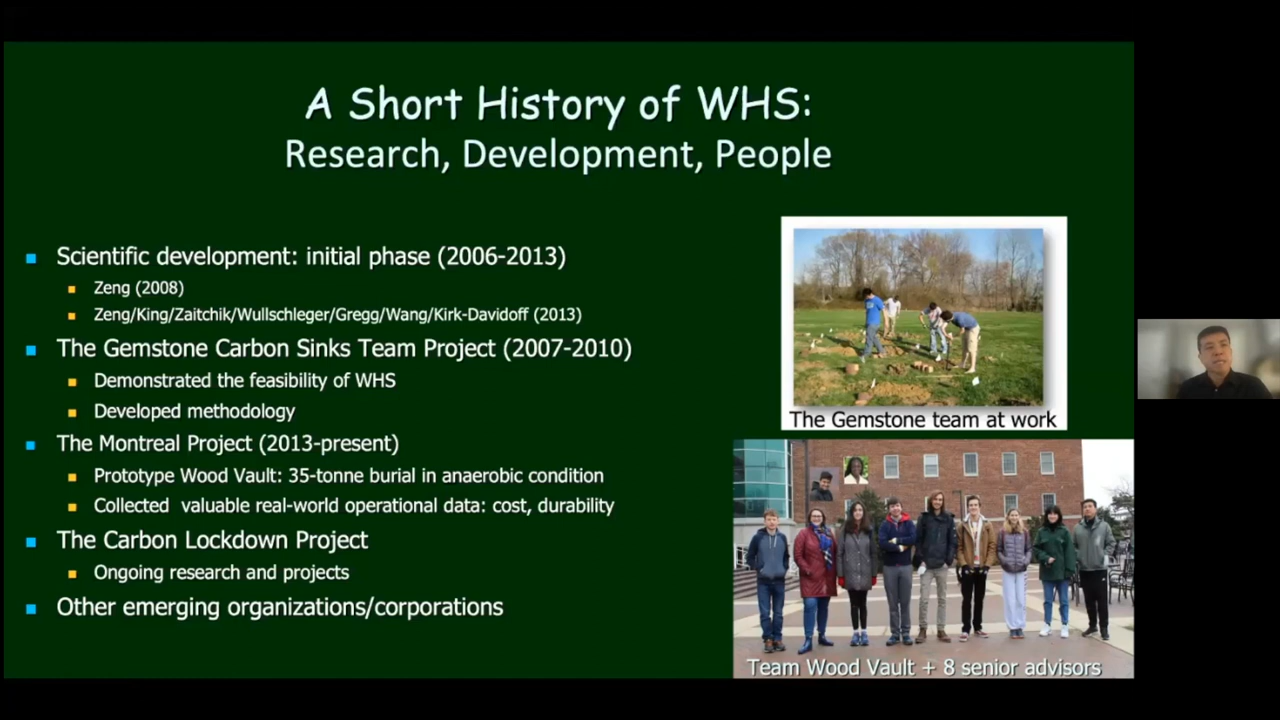 A Short History of WHS:
Research, Development, People
Scientific development: initial phase (2006-2013)
Zeng (2008)
Zeng/King/Zaitchik/Wullschleger/Gregg/Wang/Kirk-Davidoff (2013)
The Gemstone Carbon Sinks Team Project (2007-2010)
Demonstrated the feasibility of WHS
Developed methodology
The Montreal Project (2013-present)
Prototype Wood Vault: 35-tonne burial in anaerobic condition
Collected valuable real-world operational data: cost, durability
The Carbon Lockdown Project
Ongoing research and projects
Other emerging organizations/corporations
The Gemstone team at work
Team Wood Vault + 8 senior advisors